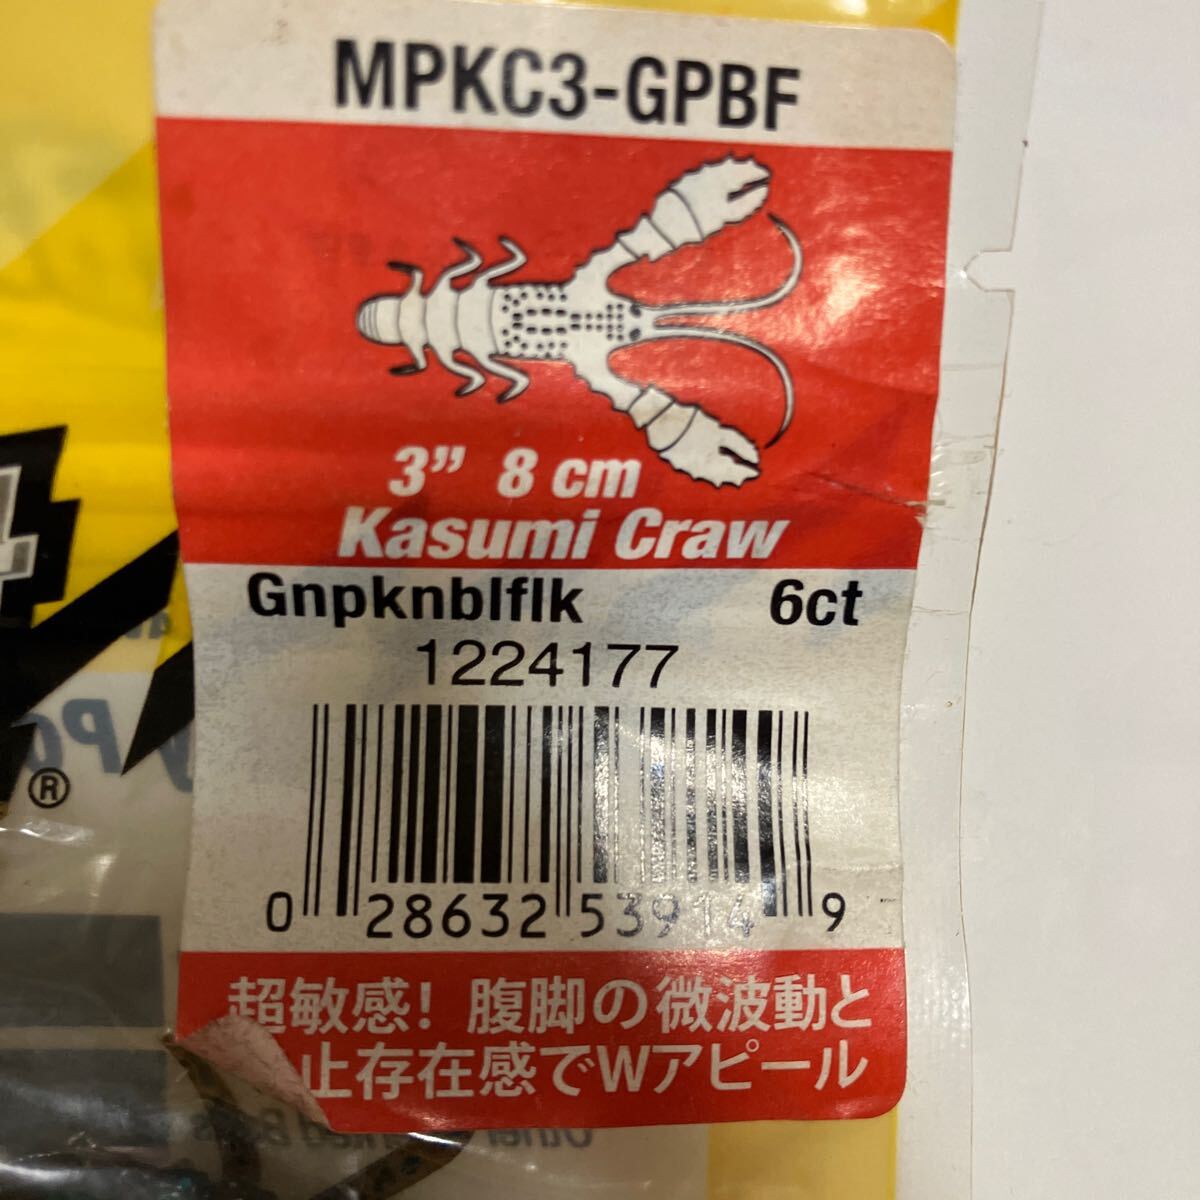 MPKC3-GPBF
3” 8 cm
Kasumi Craw
Gnpknblflk 6ct
1224177
0 28632 53914 9
超敏感！腹脚の微波動と
止存在感でWアピール
4
®